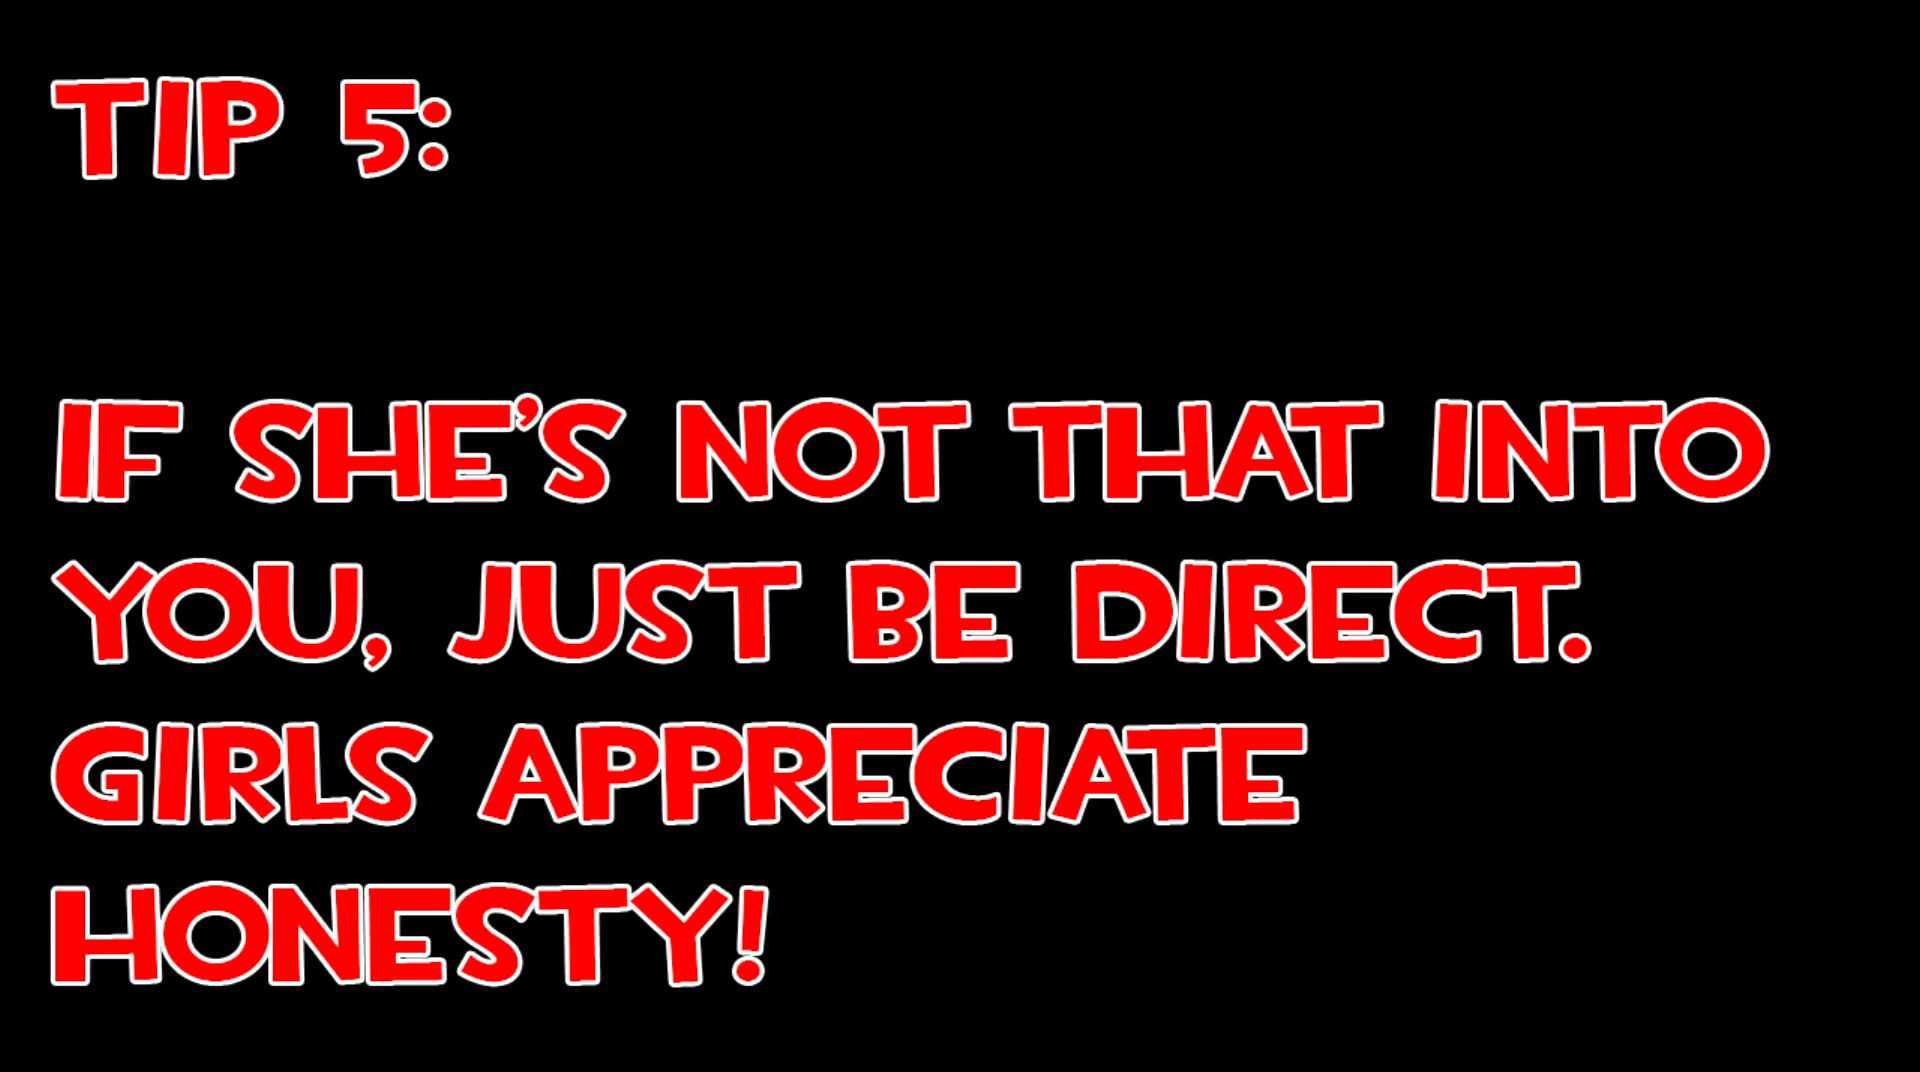 TIP 5:
IF SHE'S NOT THAT INTO
YOU, JUST BE DIRECT.
GIRLS APPRECIATE
HONESTY!